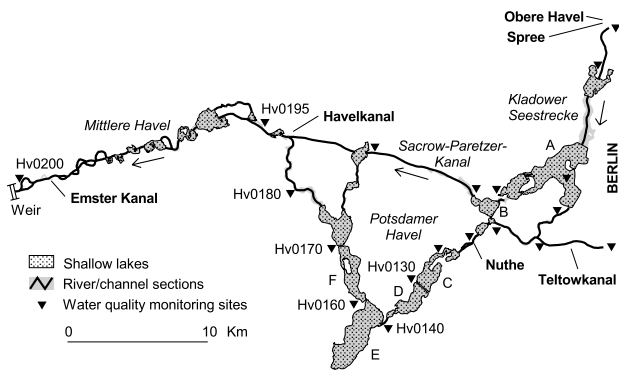 Obere Havel
Spree
Kladower
Seestrecke
Hv0195
Havelkanal
Mittlere Havel
A
BERLIN
Sacrow-Paretzer-
Kanal
Hv0200
Emster Kanal
Weir
Hv0180
B
Potsdamer
Havel
Hv0170
Nuthe
Teltowkanal
Hv0130
C
D
F
Hv0160
Hv0140
E
Shallow lakes
River/channel sections
Water quality monitoring sites
0 10 Km